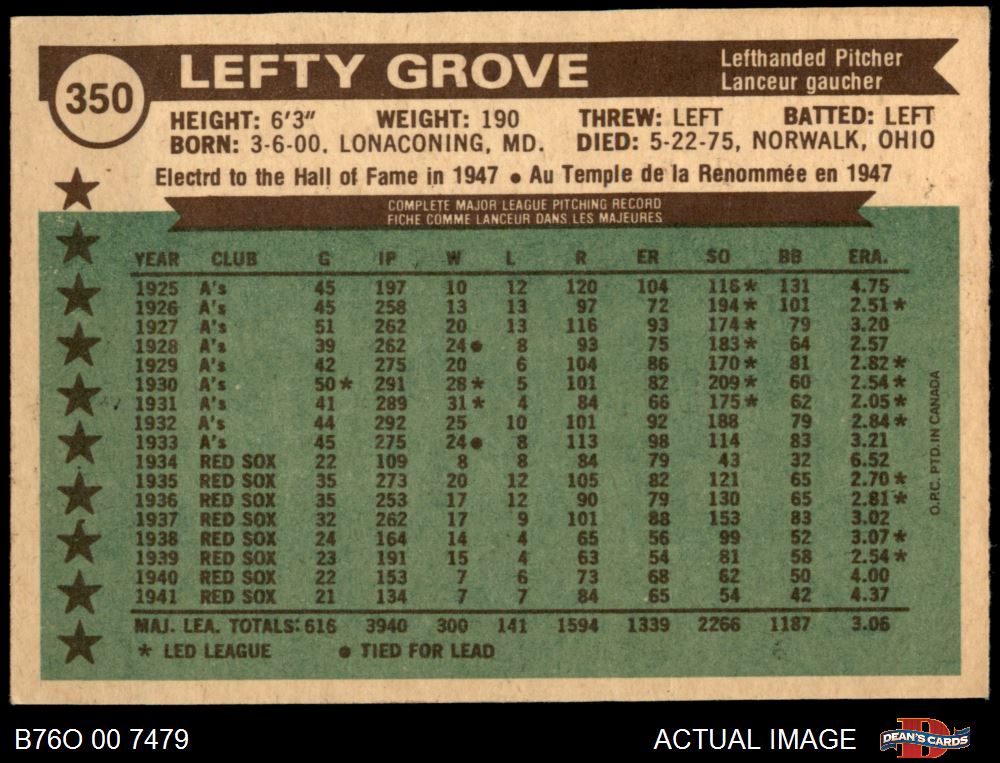 350
LEFTY GROVE
Lefthanded Pitcher
Lanceur gaucher
HEIGHT: 6'3" WEIGHT: 190 THREW: LEFT BATTED: LEFT
BORN: 3-6-00, LONACONING, MD. DIED: 5-22-75, NORWALK, OHIO
Electrd to the Hall of Fame in 1947 • Au Temple de la Renommée en 1947
COMPLETE MAJOR LEAGUE PITCHING RECORD
FICHE COMME LANCEUR DANS LES MAJEURES
YEAR CLUB G IP W L R ER SO BB ERA.
1925 A's 45 197 10 12 120 104 116* 131 4.75
1926 A's 45 258 13 13 97 72 194* 101 2.51*
1927 A's 51 262 20 13 116 93 174* 79 3.20
1928 A's 39 262 24● 8 93 75 183* 64 2.57
1929 A's 42 275 20 6 104 86 170* 81 2.82*
1930 A's 50* 291 28* 5 101 82 209* 60 2.54*
1931 A's 41 289 31* 4 84 66 175* 62 2.05*
1932 A's 44 292 25 10 101 92 188 79 2.84*
1933 A's 45 275 24● 8 113 98 114 83 3.21
1934 RED SOX 22 109 8 8 84 79 43 32 6.52
1935 RED SOX 35 273 20 12 105 82 121 65 2.70*
1936 RED SOX 35 253 17 12 90 79 130 65 2.81*
1937 RED SOX 32 262 17 9 101 88 153 83 3.02
1938 RED SOX 24 164 14 4 65 56 99 52 3.07*
1939 RED SOX 23 191 15 4 63 54 81 58 2.54*
1940 RED SOX 22 153 7 6 73 68 62 50 4.00
1941 RED SOX 21 134 7 7 84 65 54 42 4.37
MAJ. LEA. TOTALS: 616 3940 300 141 1594 1339 2266 1187 3.06
* LED LEAGUE ● TIED FOR LEAD
O.P.C. PTD. IN CANADA
B76O 00 7479
ACTUAL IMAGE
D
DEAN'S CARDS